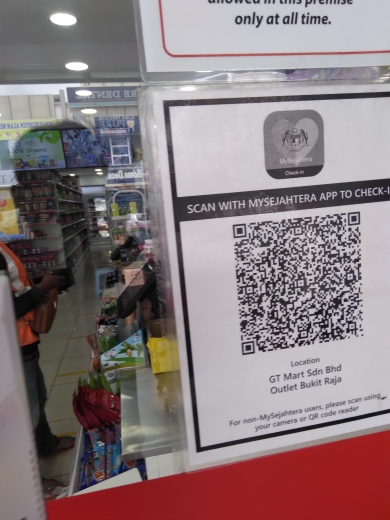 allowed in this premise
only at all time.
MySejahtera
Check-in
SCAN WITH MYSEJAHTERA APP TO CHECK-I
Location
GT Mart Sdn Bhd
Outlet Bukit Raja
For non-MySejahtera users, please scan using
your camera or QR code reader